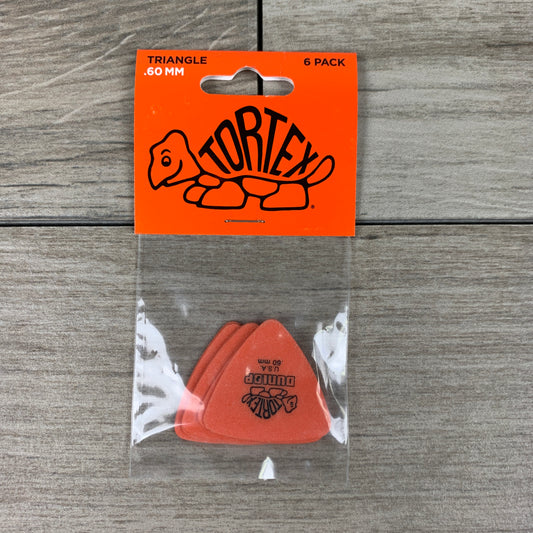 TRIANGLE
.60 MM
6 PACK
TORTEX
®
U.S.A.
.60 mm
DUNLOP
TORTEX